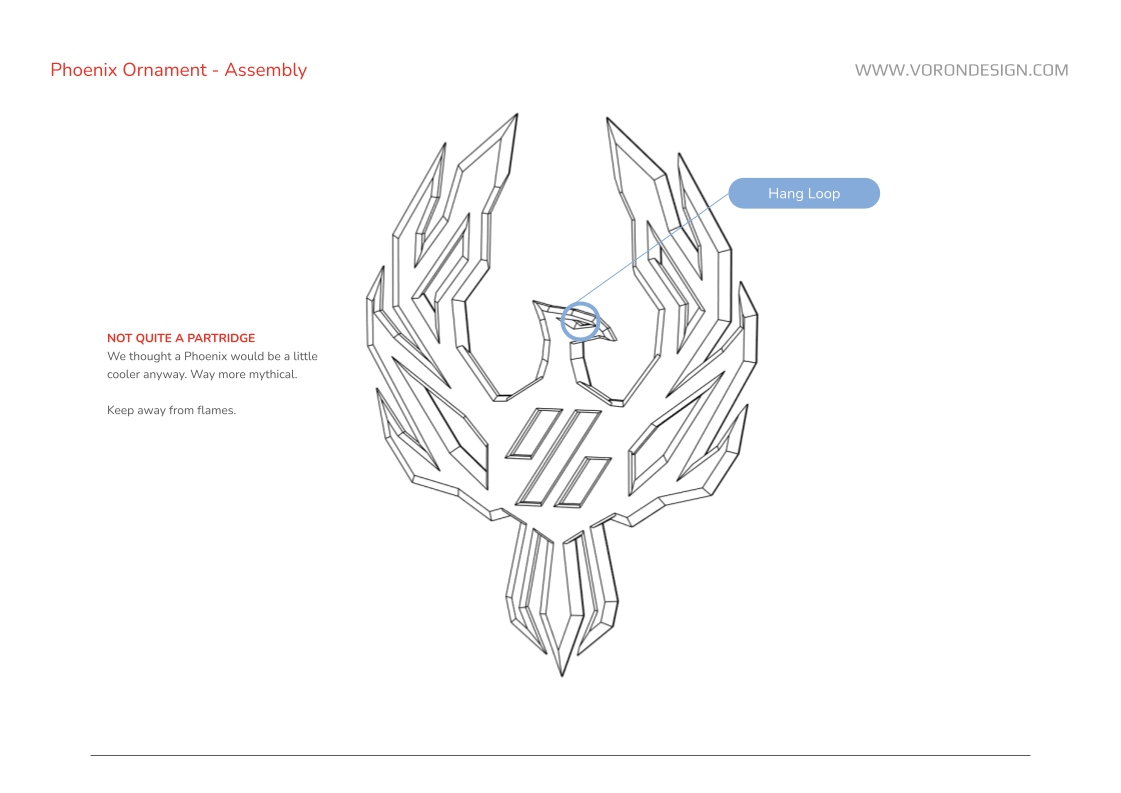 Phoenix Ornament - Assembly
WWW.VORONDESIGN.COM
Hang Loop
NOT QUITE A PARTRIDGE
We thought a Phoenix would be a little
cooler anyway. Way more mythical.
Keep away from flames.